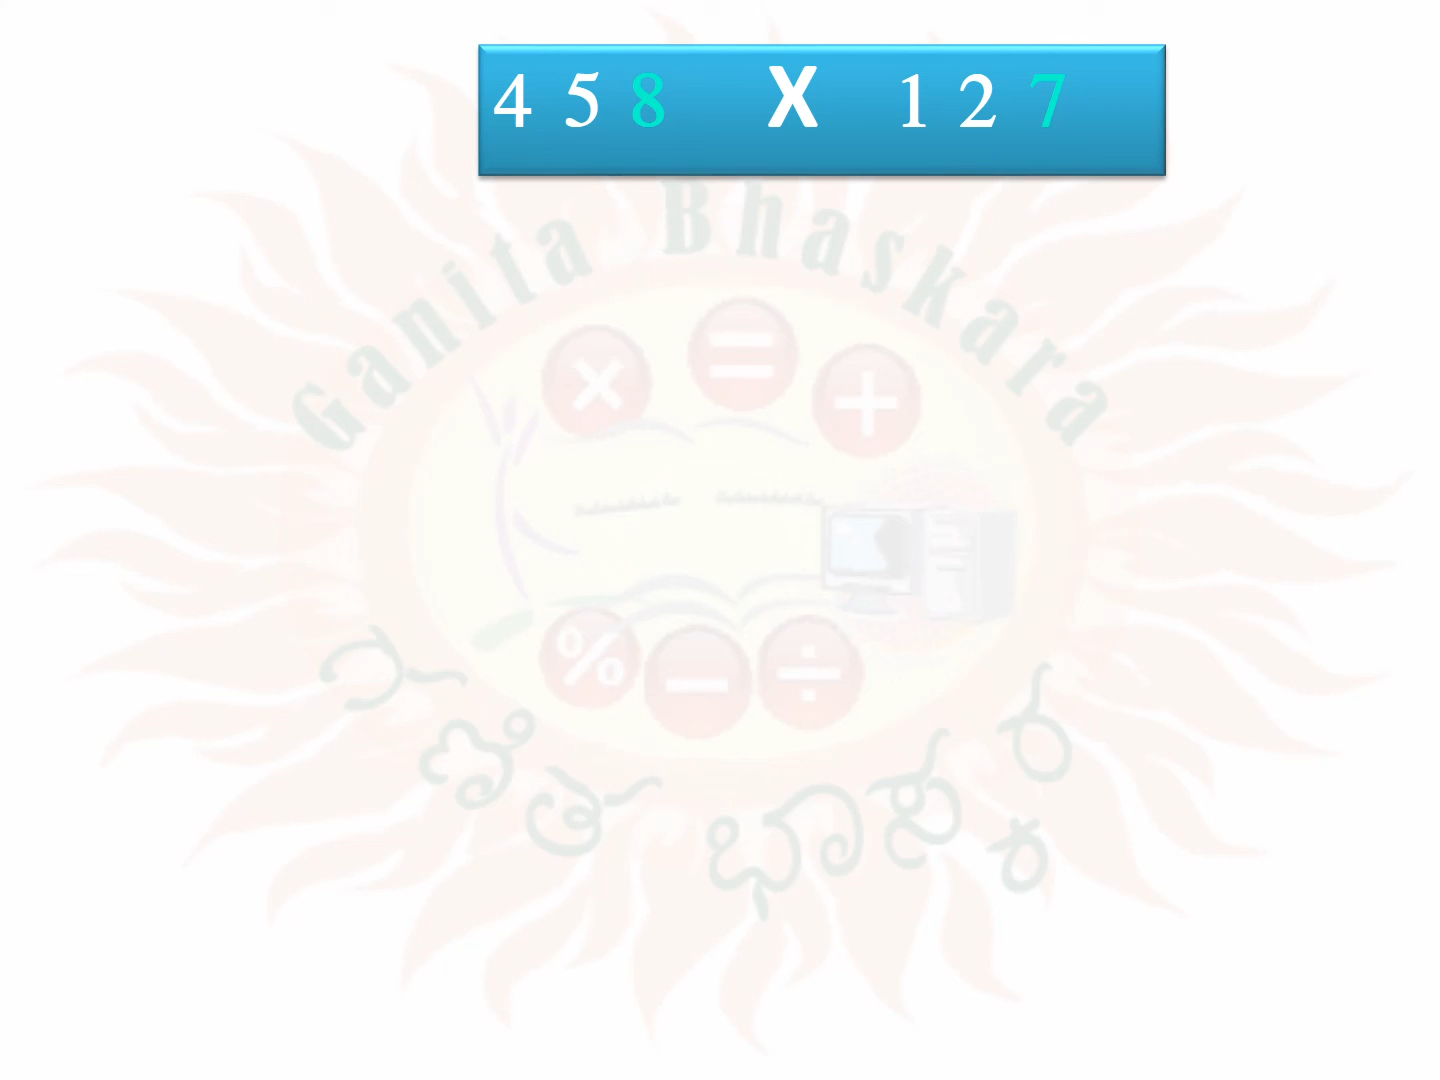 4 5 8 X 1 2 7
Ganita Bhaskara
× = +
% − ÷
ಗಣಿತ ಭಾಸ್ಕರ